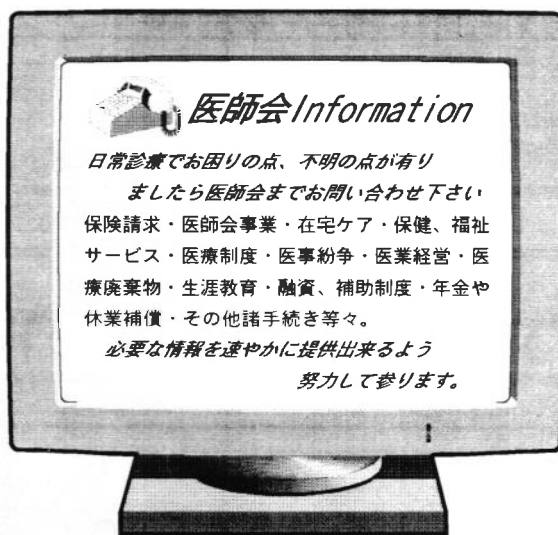 医師会Information
日常診療でお困りの点、不明の点が有り
ましたら医師会までお問い合わせ下さい
保険請求・医師会事業・在宅ケア・保健、福祉
サービス・医療制度・医事紛争・医業経営・医
療廃棄物・生涯教育・融資、補助制度・年金や
休業補償・その他諸手続き等々。
必要な情報を速やかに提供出来るよう
努力して参ります。